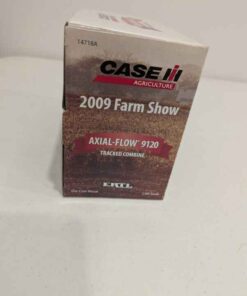 14718A
CASE IH
AGRICULTURE
2009 Farm Show
AXIAL-FLOW® 9120
TRACKED COMBINE
ERTL